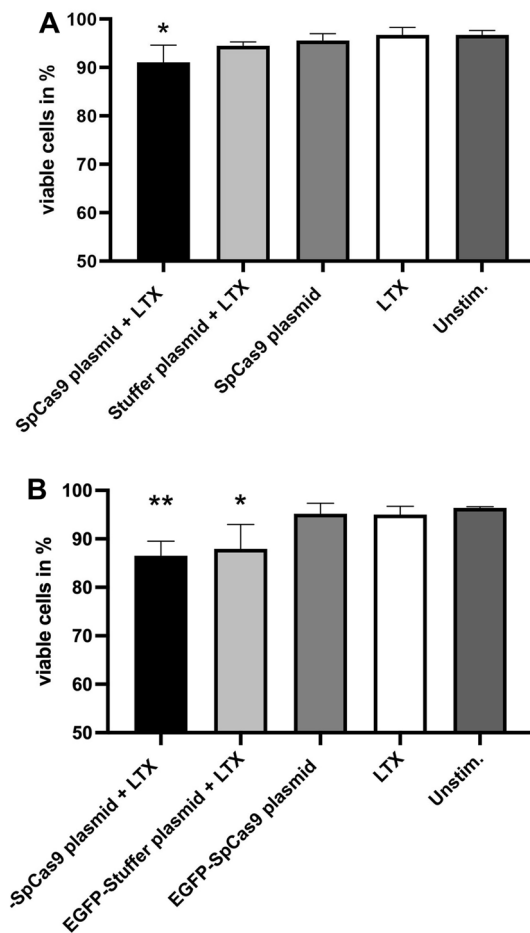 A
*
viable cells in %
100
90
80
70
60
50
SpCas9 plasmid + LTX
Stuffer plasmid + LTX
SpCas9 plasmid
LTX
Unstim.
B
**
*
viable cells in %
100
90
80
70
60
50
-SpCas9 plasmid + LTX
EGFP-Stuffer plasmid + LTX
EGFP-SpCas9 plasmid
LTX
Unstim.